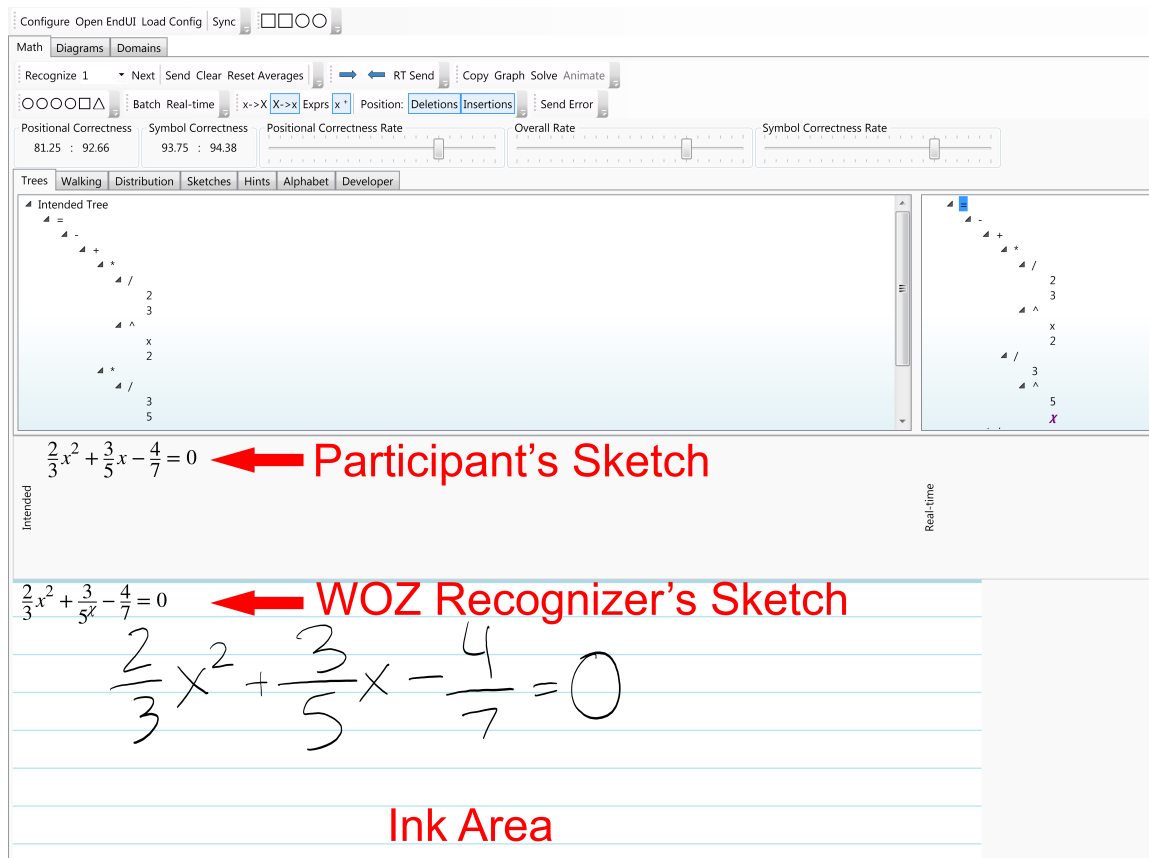 Configure Open EndUI Load Config Sync
Math Diagrams Domains
Recognize 1 Next Send Clear Reset Averages RT Send Copy Graph Solve Animate
Batch Real-time x->X X->x Exprs x⁺ Position: Deletions Insertions Send Error
Positional Correctness Symbol Correctness Positional Correctness Rate Overall Rate Symbol Correctness Rate
81.25 : 92.66 93.75 : 94.38
Trees Walking Distribution Sketches Hints Alphabet Developer
Intended Tree
=
-
+
*
/
2
3
^
x
2
*
/
3
5
=
-
+
*
/
2
3
^
x
2
/
3
^
5
χ
2/3 x² + 3/5 x − 4/7 = 0
Participant's Sketch
Intended
Real-time
2/3 x² + 3/5^χ − 4/7 = 0
WOZ Recognizer's Sketch
2/3 x² + 3/5 x − 4/7 = 0
Ink Area